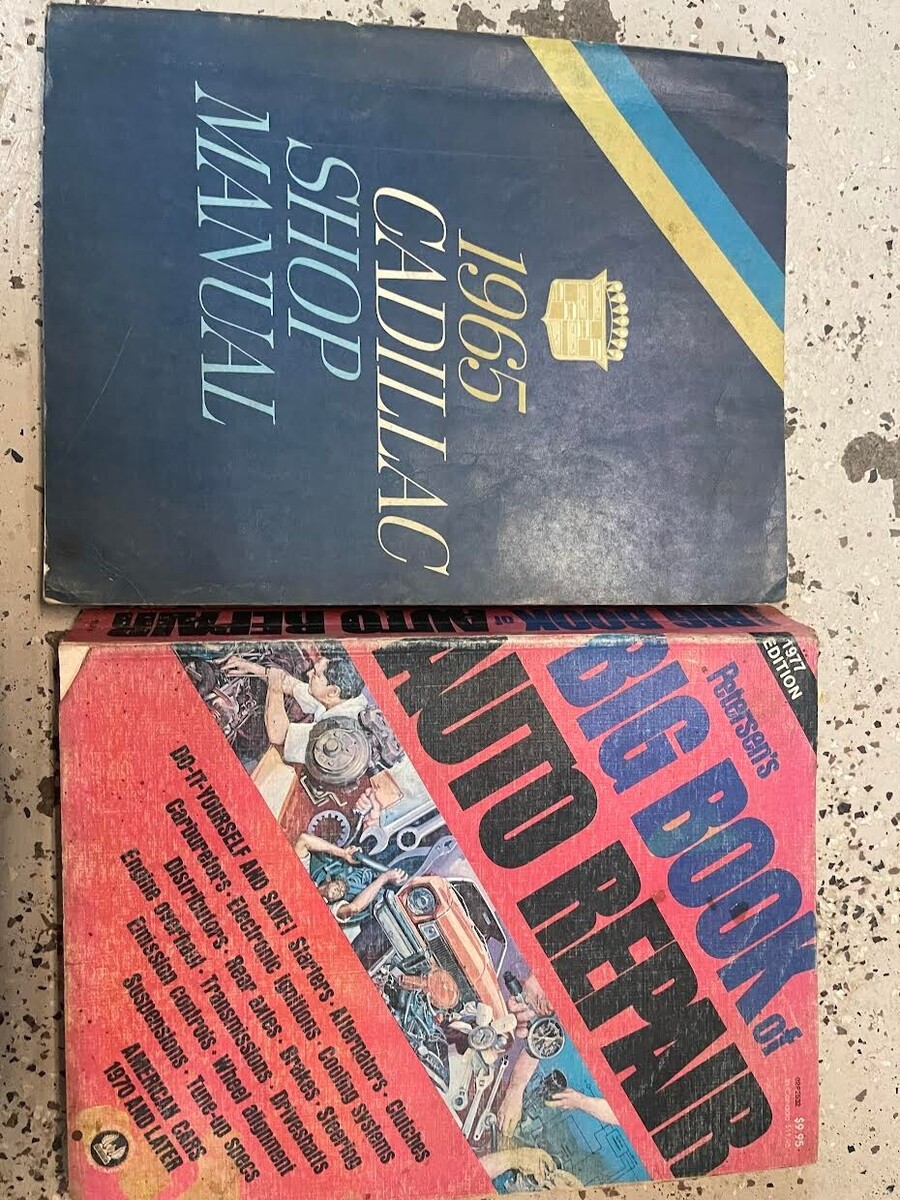 1965
CADILLAC
SHOP
MANUAL
BIG BOOK of AUTO REPAIR
1977
EDITION
Petersen's
BIG BOOK of
AUTO REPAIR
DO-IT-YOURSELF AND SAVE! Starters · Alternators · Clutches
Carburetors · Electronic ignitions · Cooling systems
Distributors · Rear axles · Brakes · Steering
Engine overhaul · Transmissions · Driveshafts
Emission controls · Wheel alignment
Suspensions · Tune-up specs
AMERICAN CARS
1970 AND LATER
$9.95